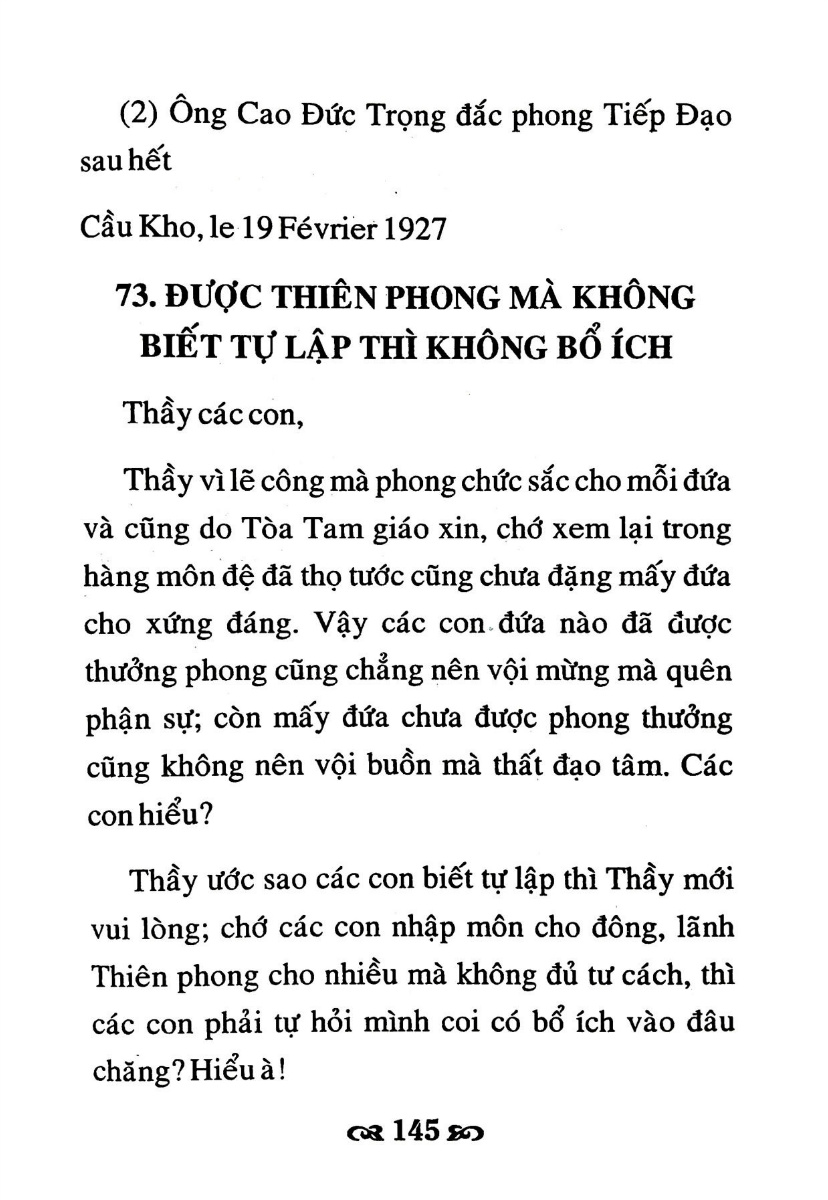 (2) Ông Cao Đức Trọng đắc phong Tiếp Đạo
sau hết
Cầu Kho, le 19 Février 1927
73. ĐƯỢC THIÊN PHONG MÀ KHÔNG
BIẾT TỰ LẬP THÌ KHÔNG BỔ ÍCH
Thầy các con,
Thầy vì lẽ công mà phong chức sắc cho mỗi đứa
và cũng do Tòa Tam giáo xin, chớ xem lại trong
hàng môn đệ đã thọ tước cũng chưa đặng mấy đứa
cho xứng đáng. Vậy các con đứa nào đã được
thưởng phong cũng chẳng nên vội mừng mà quên
phận sự; còn mấy đứa chưa được phong thưởng
cũng không nên vội buồn mà thất đạo tâm. Các
con hiểu?
Thầy ước sao các con biết tự lập thì Thầy mới
vui lòng; chớ các con nhập môn cho đông, lãnh
Thiên phong cho nhiều mà không đủ tư cách, thì
các con phải tự hỏi mình coi có bổ ích vào đâu
chăng? Hiểu à!
145